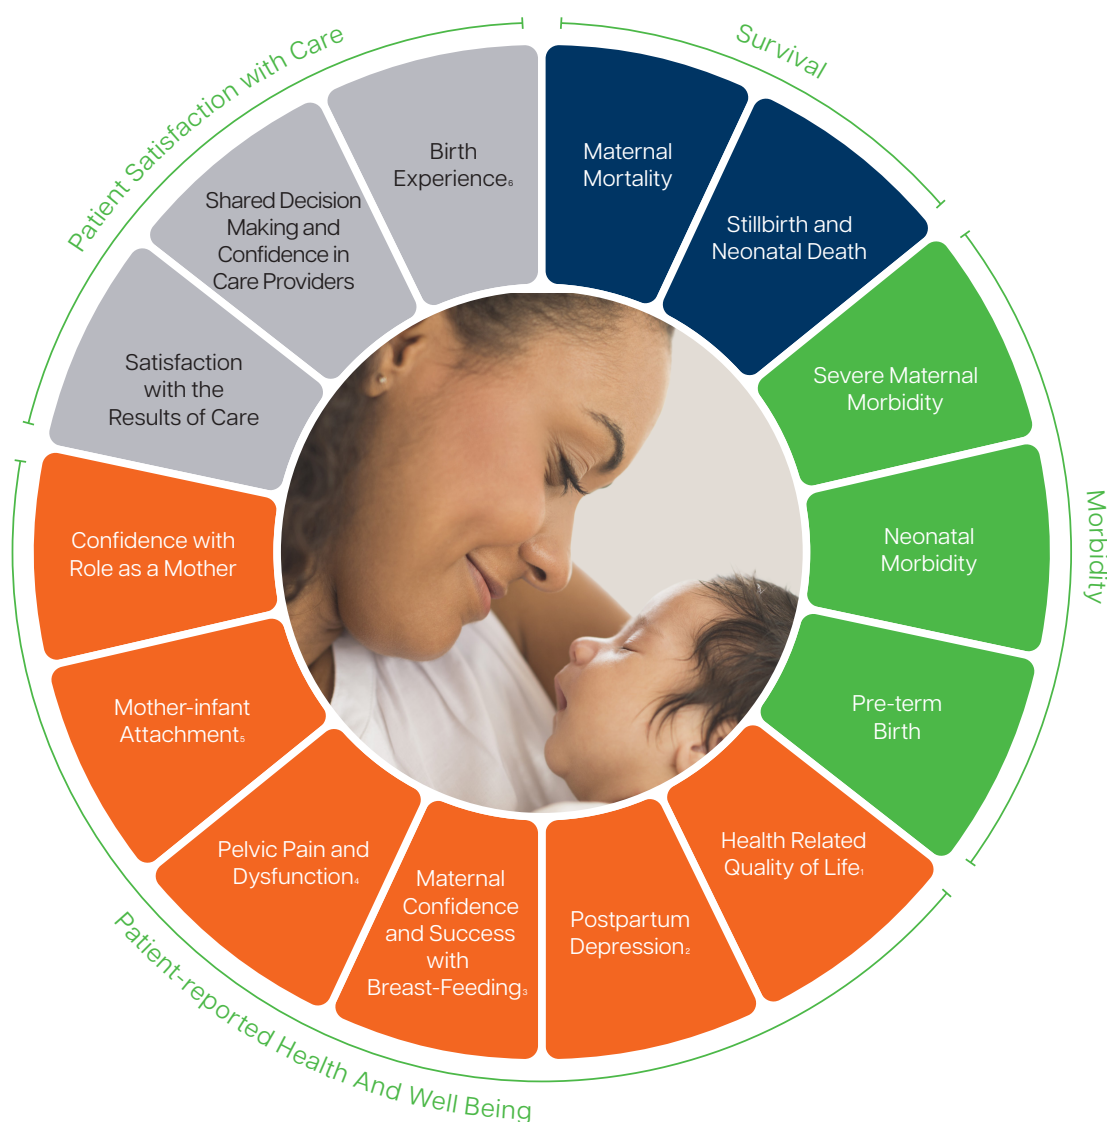 Survival
Maternal
Mortality
Stillbirth and
Neonatal Death
Morbidity
Severe Maternal
Morbidity
Neonatal
Morbidity
Pre-term
Birth
Patient-reported Health And Well Being
Health Related
Quality of Life₁
Postpartum
Depression₂
Maternal
Confidence
and Success
with
Breast-Feeding₃
Pelvic Pain and
Dysfunction₄
Mother-infant
Attachment₅
Confidence with
Role as a Mother
Patient Satisfaction with Care
Satisfaction
with the
Results of Care
Shared Decision
Making and
Confidence in
Care Providers
Birth
Experience₆